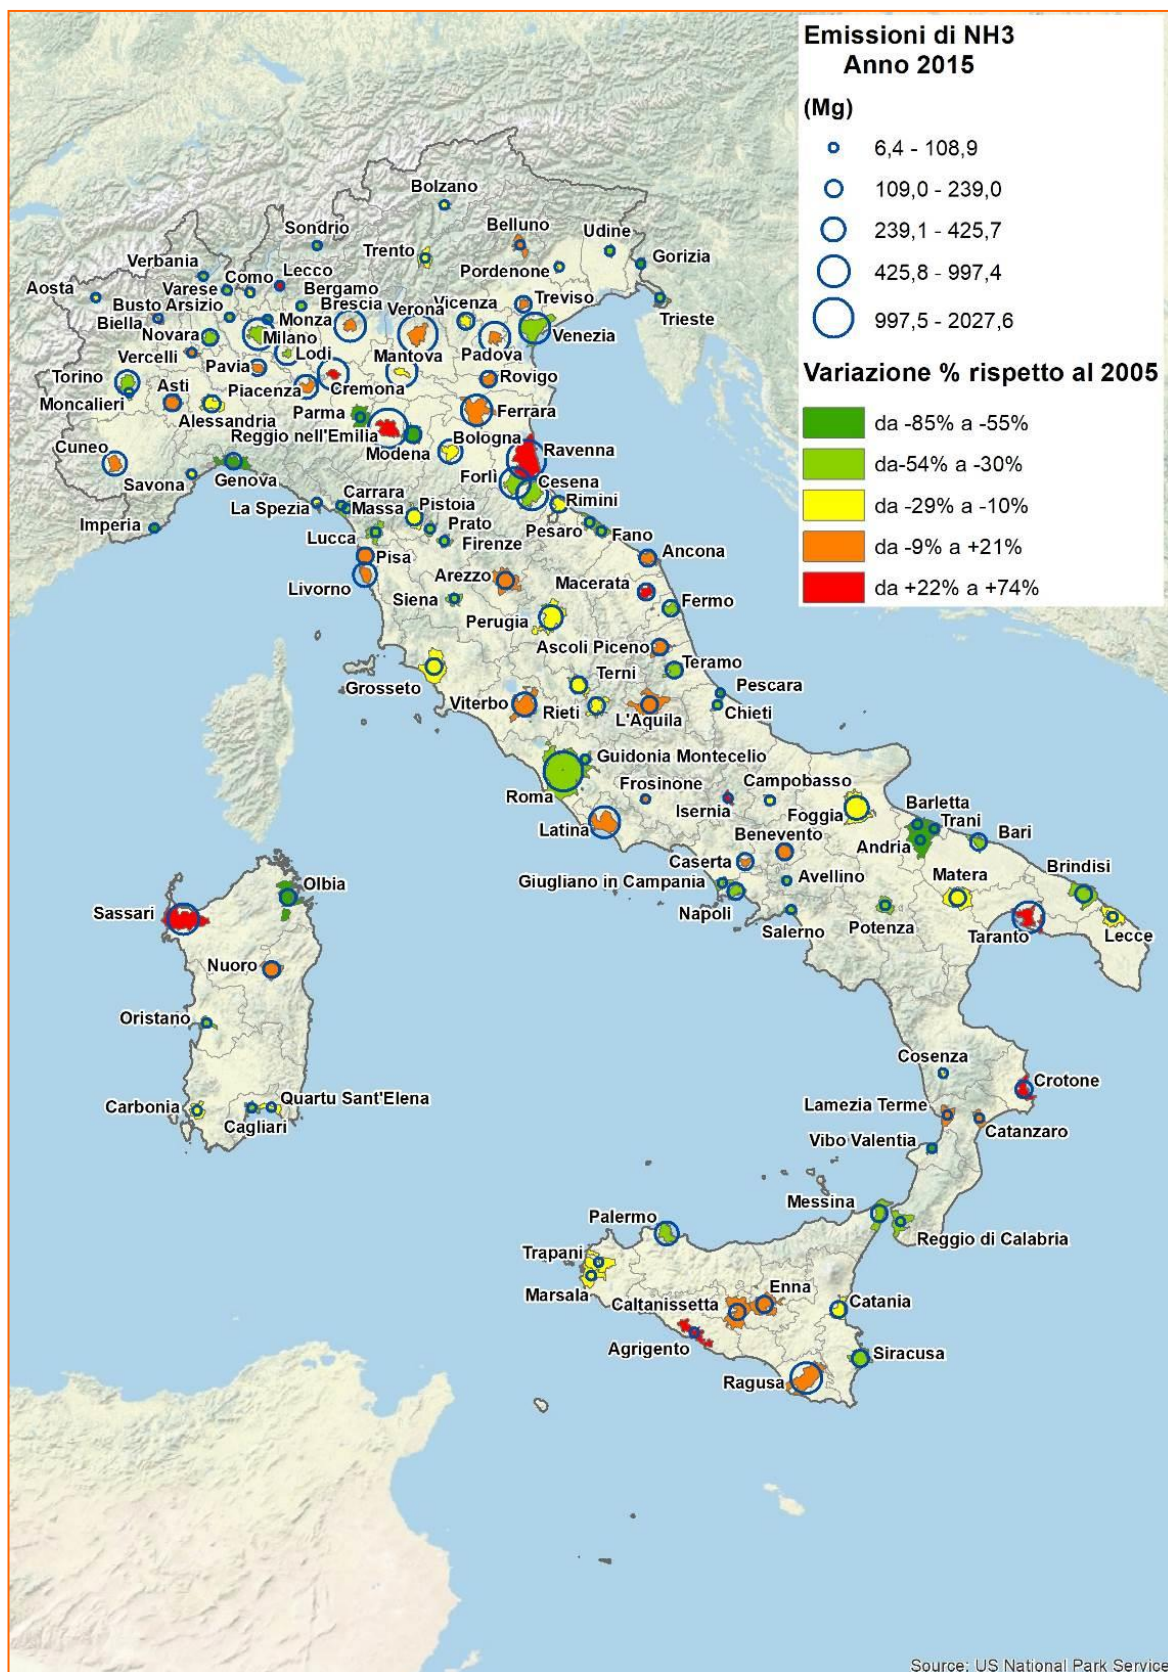 Emissioni di NH3
Anno 2015
(Mg)
6,4 - 108,9
109,0 - 239,0
239,1 - 425,7
425,8 - 997,4
997,5 - 2027,6
Variazione % rispetto al 2005
da -85% a -55%
da-54% a -30%
da -29% a -10%
da -9% a +21%
da +22% a +74%
Bolzano
Sondrio
Belluno
Udine
Trento
Verbania
Pordenone
Gorizia
Aosta
Varese
Como
Lecco
Bergamo
Busto Arsizio
Brescia
Verona
Vicenza
Treviso
Trieste
Biella
Monza
Novara
Milano
Venezia
Vercelli
Lodi
Mantova
Padova
Pavia
Torino
Asti
Piacenza
Cremona
Rovigo
Moncalieri
Alessandria
Parma
Ferrara
Reggio nell'Emilia
Bologna
Cuneo
Modena
Ravenna
Savona
Genova
Forlì
Cesena
La Spezia
Carrara
Massa
Pistoia
Rimini
Imperia
Lucca
Prato
Pesaro
Fano
Firenze
Pisa
Ancona
Livorno
Arezzo
Macerata
Siena
Fermo
Perugia
Ascoli Piceno
Grosseto
Terni
Teramo
Pescara
Viterbo
Rieti
L'Aquila
Chieti
Guidonia Montecelio
Roma
Frosinone
Campobasso
Isernia
Foggia
Barletta
Trani
Latina
Benevento
Andria
Bari
Caserta
Giugliano in Campania
Avellino
Matera
Brindisi
Olbia
Napoli
Sassari
Salerno
Potenza
Taranto
Lecce
Nuoro
Oristano
Cosenza
Crotone
Carbonia
Quartu Sant'Elena
Lamezia Terme
Cagliari
Catanzaro
Vibo Valentia
Messina
Palermo
Reggio di Calabria
Trapani
Marsala
Enna
Caltanissetta
Catania
Agrigento
Siracusa
Ragusa
Source: US National Park Service